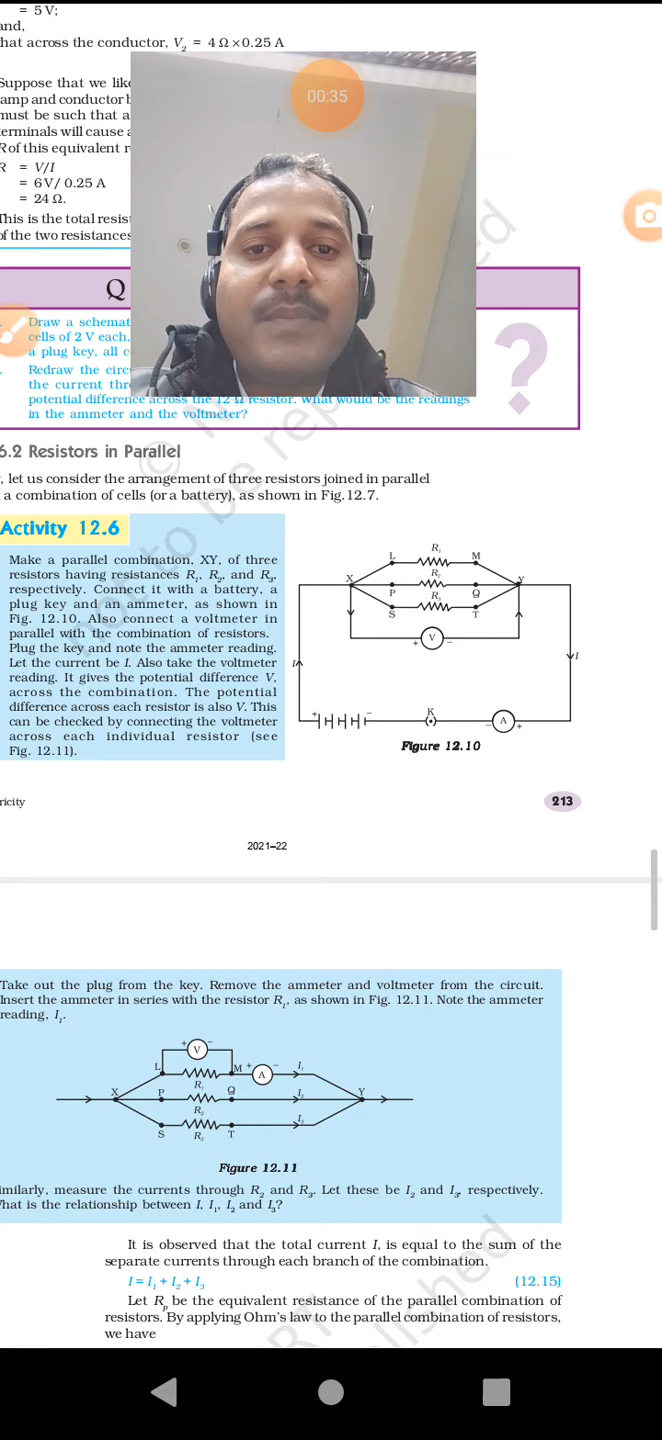 = 5 V;
and,
hat across the conductor, V2 = 4 Ω × 0.25 A
00:35
Suppose that we like
amp and conductor b
must be such that a
terminals will cause a
R of this equivalent r
R = V/I
= 6 V/ 0.25 A
= 24 Ω.
This is the total resist
of the two resistances
Q
?
Draw a schemat
cells of 2 V each,
a plug key, all c
Redraw the circ
the current thr
potential difference across the 12 Ω resistor. What would be the readings
in the ammeter and the voltmeter?
6.2 Resistors in Parallel
, let us consider the arrangement of three resistors joined in parallel
a combination of cells (or a battery), as shown in Fig.12.7.
Activity 12.6
Make a parallel combination, XY, of three
resistors having resistances R1, R2, and R3,
respectively. Connect it with a battery, a
plug key and an ammeter, as shown in
Fig. 12.10. Also connect a voltmeter in
parallel with the combination of resistors.
Plug the key and note the ammeter reading.
Let the current be I. Also take the voltmeter
reading. It gives the potential difference V,
across the combination. The potential
difference across each resistor is also V. This
can be checked by connecting the voltmeter
across each individual resistor (see
Fig. 12.11).
R1
L M
R2
X Y
P Q
R3
S T
+ V −
I I
+ − K − A +
Figure 12.10
ricity
213
2021–22
Take out the plug from the key. Remove the ammeter and voltmeter from the circuit.
Insert the ammeter in series with the resistor R1, as shown in Fig. 12.11. Note the ammeter
reading, I1.
+ V −
L M + A − I1
R1
X P Q I2 Y
R2
I3
S R3 T
Figure 12.11
imilarly, measure the currents through R2 and R3. Let these be I2 and I3, respectively.
What is the relationship between I, I1, I2 and I3?
It is observed that the total current I, is equal to the sum of the
separate currents through each branch of the combination.
I = I1 + I2 + I3 (12.15)
Let Rp be the equivalent resistance of the parallel combination of
resistors. By applying Ohm's law to the parallel combination of resistors,
we have